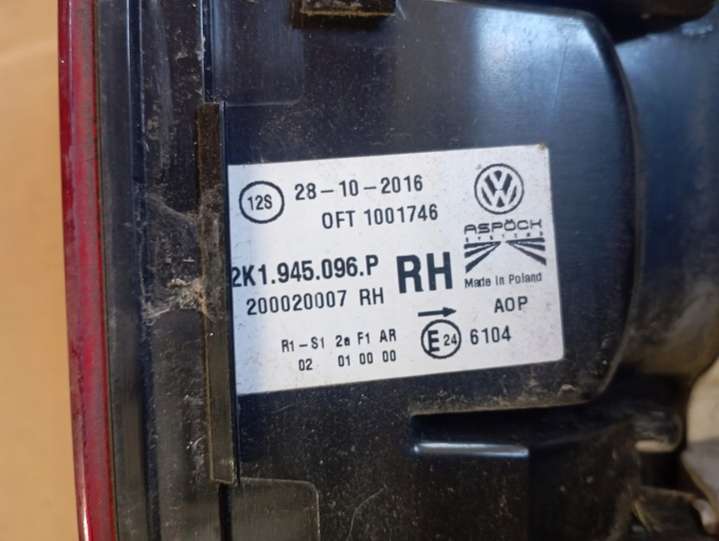 12S 28-10-2016
OFT 1001746
ASPÖCK
SYSTEMS
Made in Poland
2K1.945.096.P RH
200020007 RH
AOP
R1-S1 2a F1 AR
02 01 00 00
E 24 6104